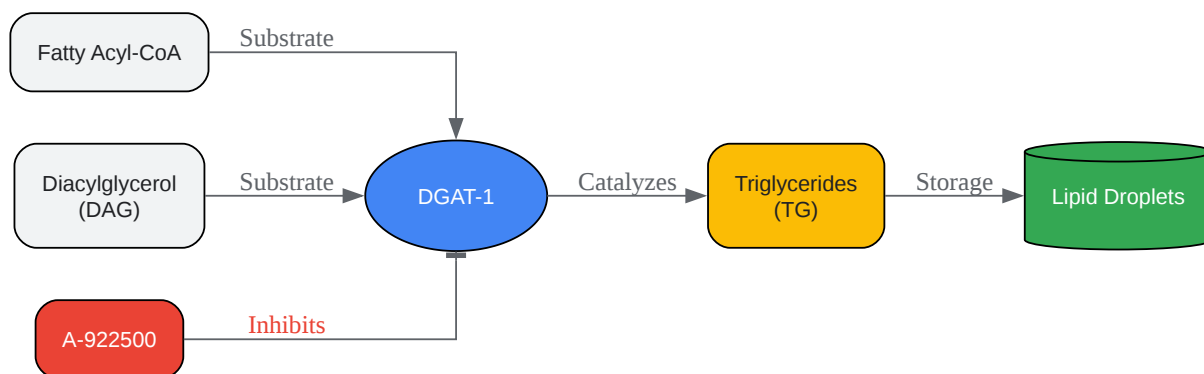 Fatty Acyl-CoA
Substrate
Diacylglycerol
(DAG)
Substrate
DGAT-1
Catalyzes
Triglycerides
(TG)
Storage
Lipid Droplets
A-922500
Inhibits